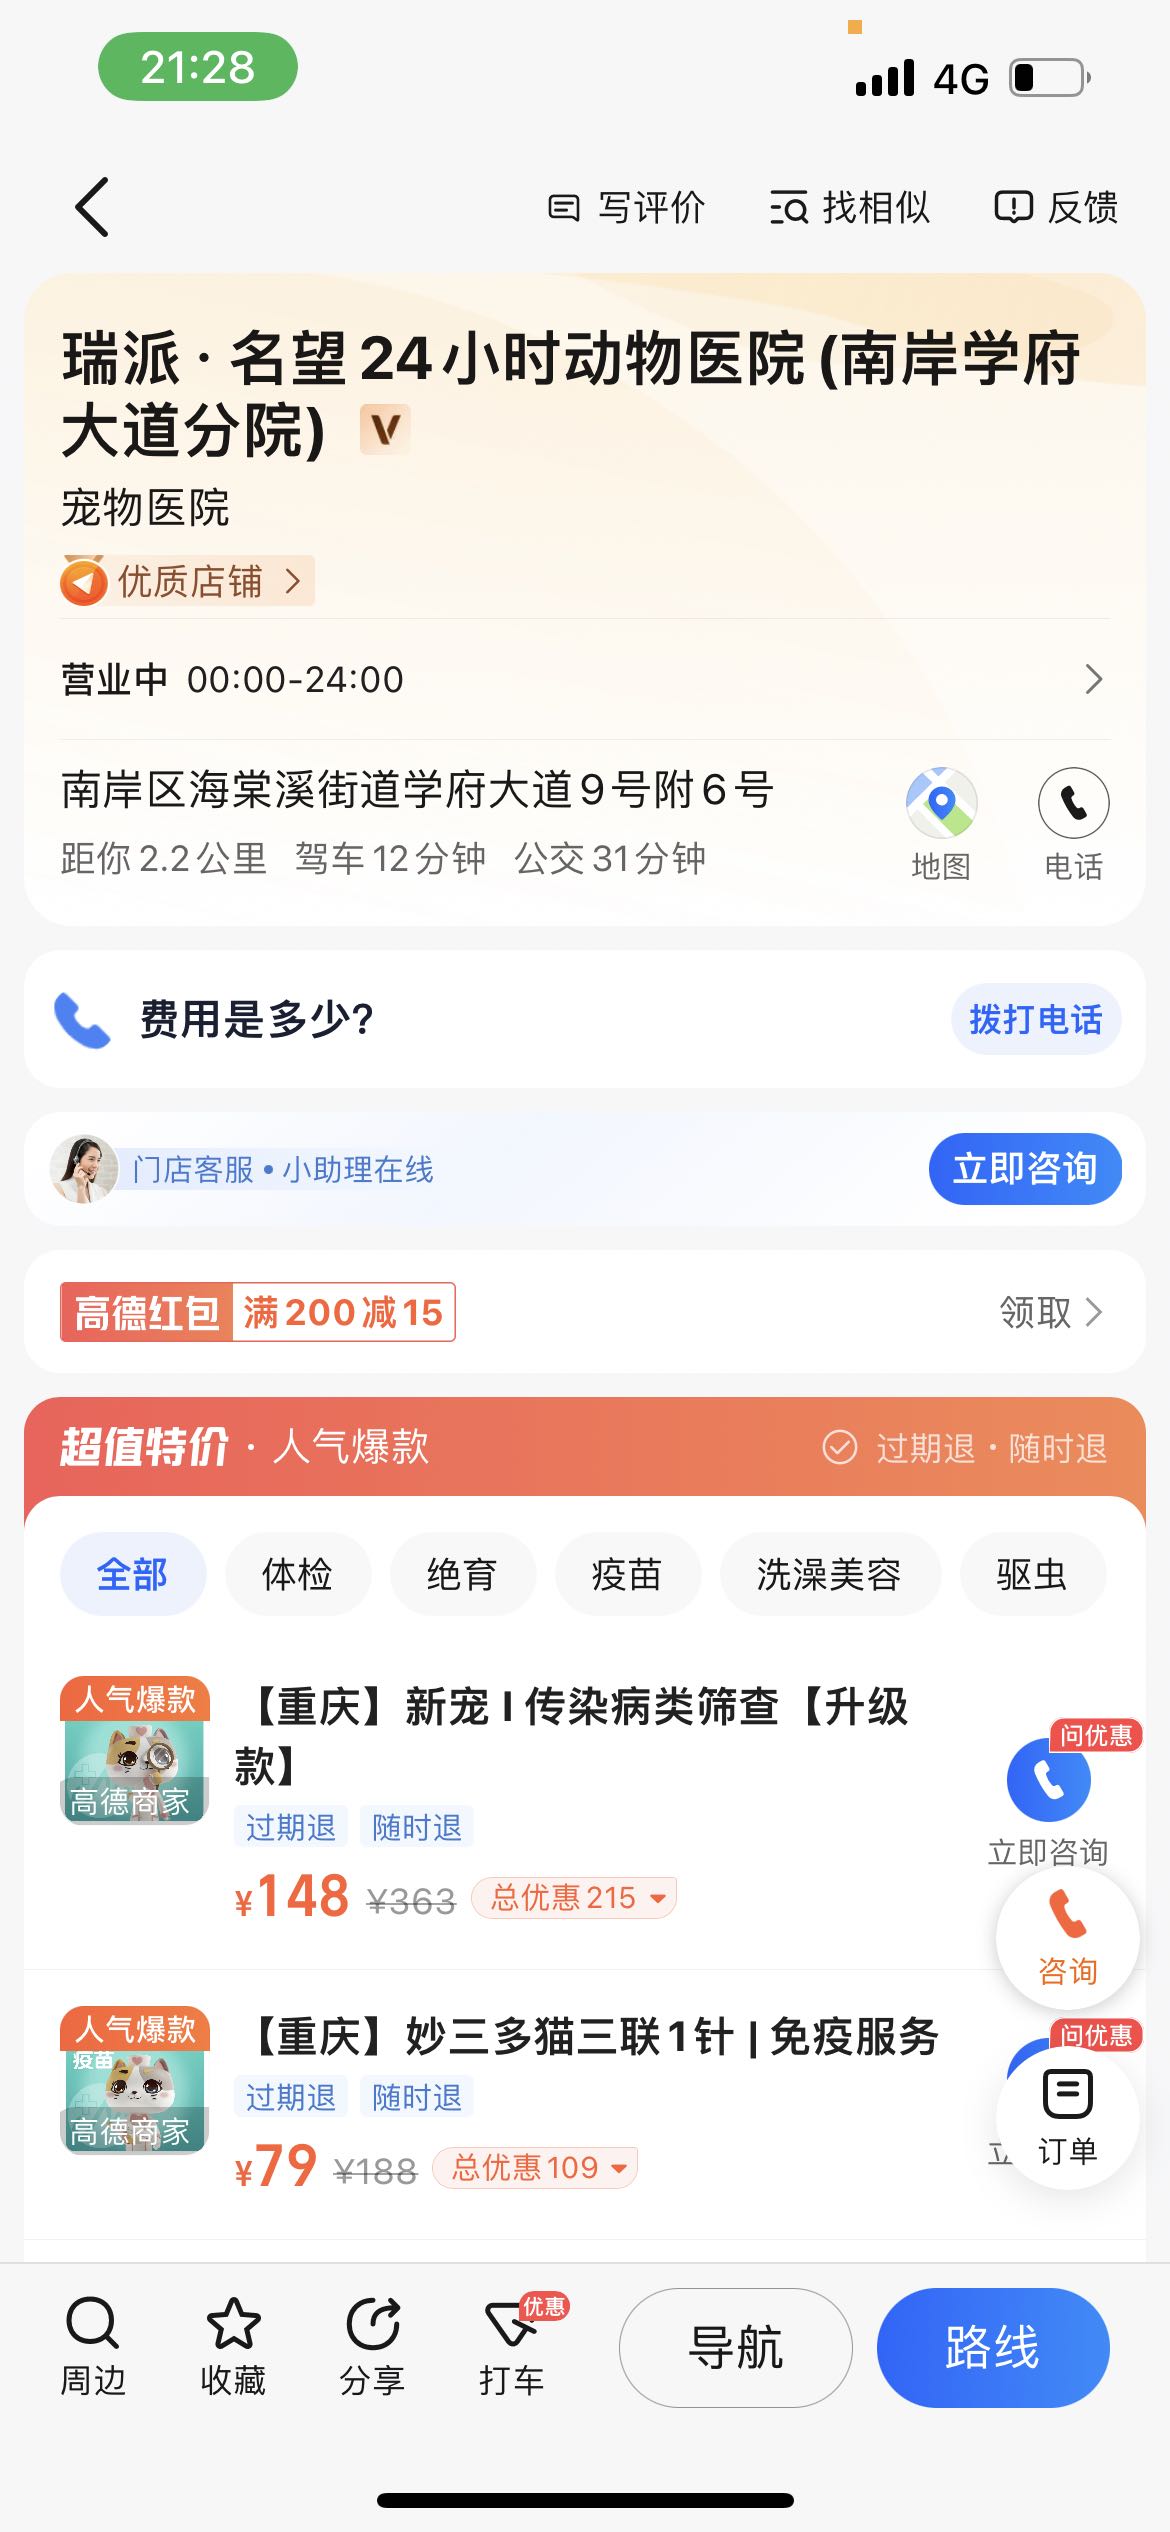 21:28
4G
写评价 找相似 反馈
瑞派·名望24小时动物医院(南岸学府
大道分院)
V
宠物医院
优质店铺
营业中 00:00-24:00
南岸区海棠溪街道学府大道9号附6号
距你2.2公里 驾车12分钟 公交31分钟
地图 电话
费用是多少?
拨打电话
门店客服•小助理在线
立即咨询
高德红包 满200减15
领取
超值特价·人气爆款
过期退·随时退
全部 体检 绝育 疫苗 洗澡美容 驱虫
人气爆款
高德商家
【重庆】新宠 I 传染病类筛查【升级
款】
过期退 随时退
¥148 ¥363 总优惠215
问优惠
立即咨询
咨询
人气爆款
疫苗
高德商家
【重庆】妙三多猫三联1针 | 免疫服务
过期退 随时退
¥79 ¥188 总优惠109
问优惠
立
订单
周边 收藏 分享 打车
优惠
导航 路线